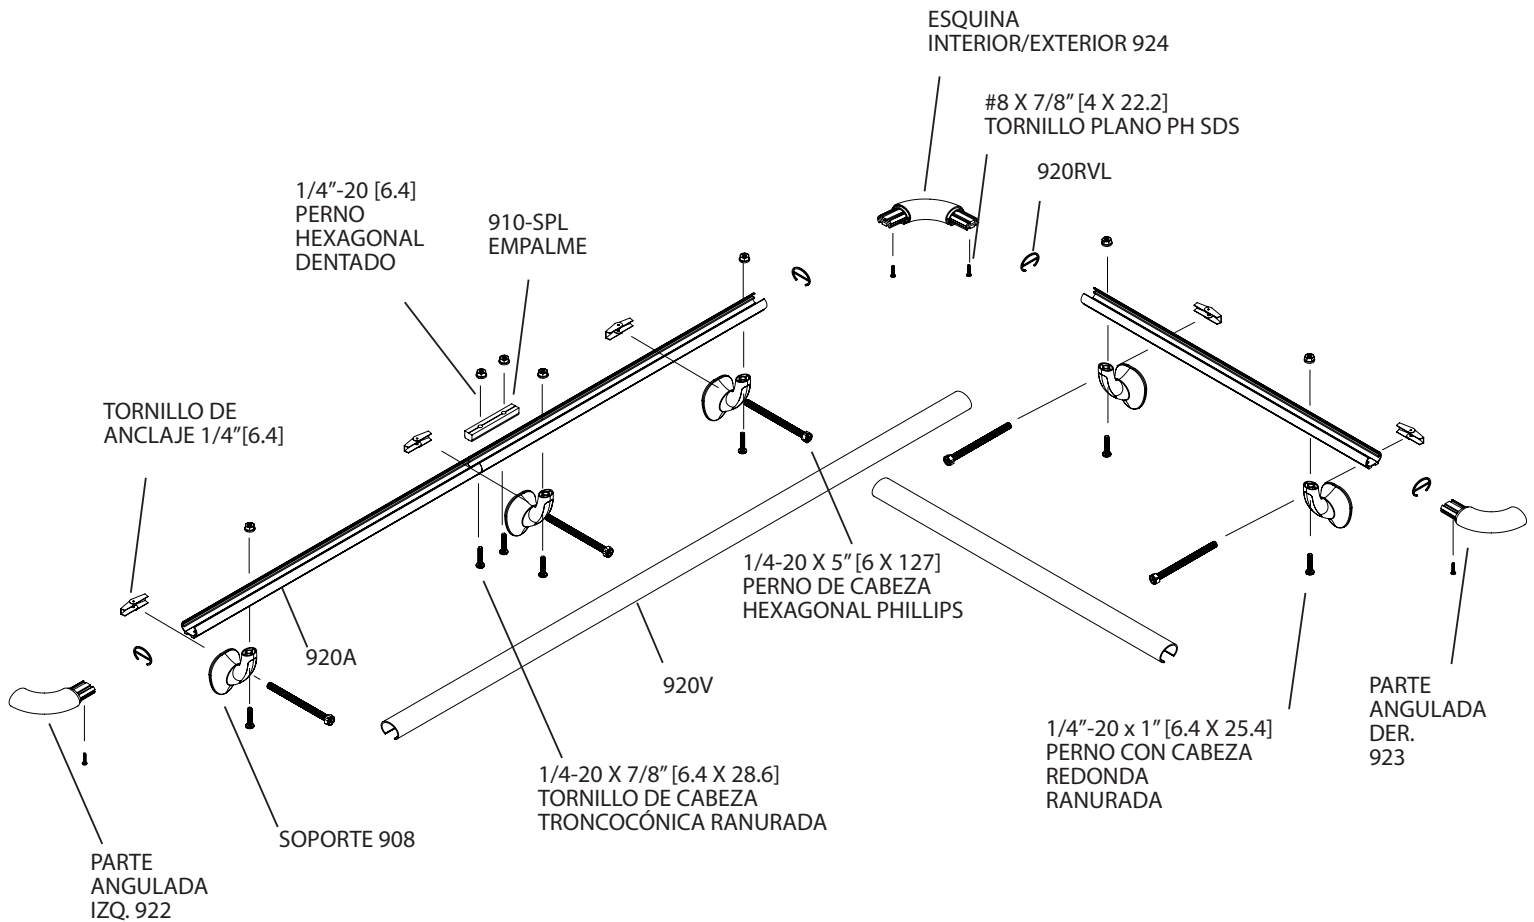 ESQUINA
INTERIOR/EXTERIOR 924
#8 X 7/8” [4 X 22.2]
TORNILLO PLANO PH SDS
920RVL
1/4”-20 [6.4]
PERNO
HEXAGONAL
DENTADO
910-SPL
EMPALME
TORNILLO DE
ANCLAJE 1/4”[6.4]
1/4-20 X 5” [6 X 127]
PERNO DE CABEZA
HEXAGONAL PHILLIPS
920A
920V
PARTE
ANGULADA
DER.
923
1/4”-20 x 1” [6.4 X 25.4]
PERNO CON CABEZA
REDONDA
RANURADA
1/4-20 X 7/8” [6.4 X 28.6]
TORNILLO DE CABEZA
TRONCOCÓNICA RANURADA
SOPORTE 908
PARTE
ANGULADA
IZQ. 922